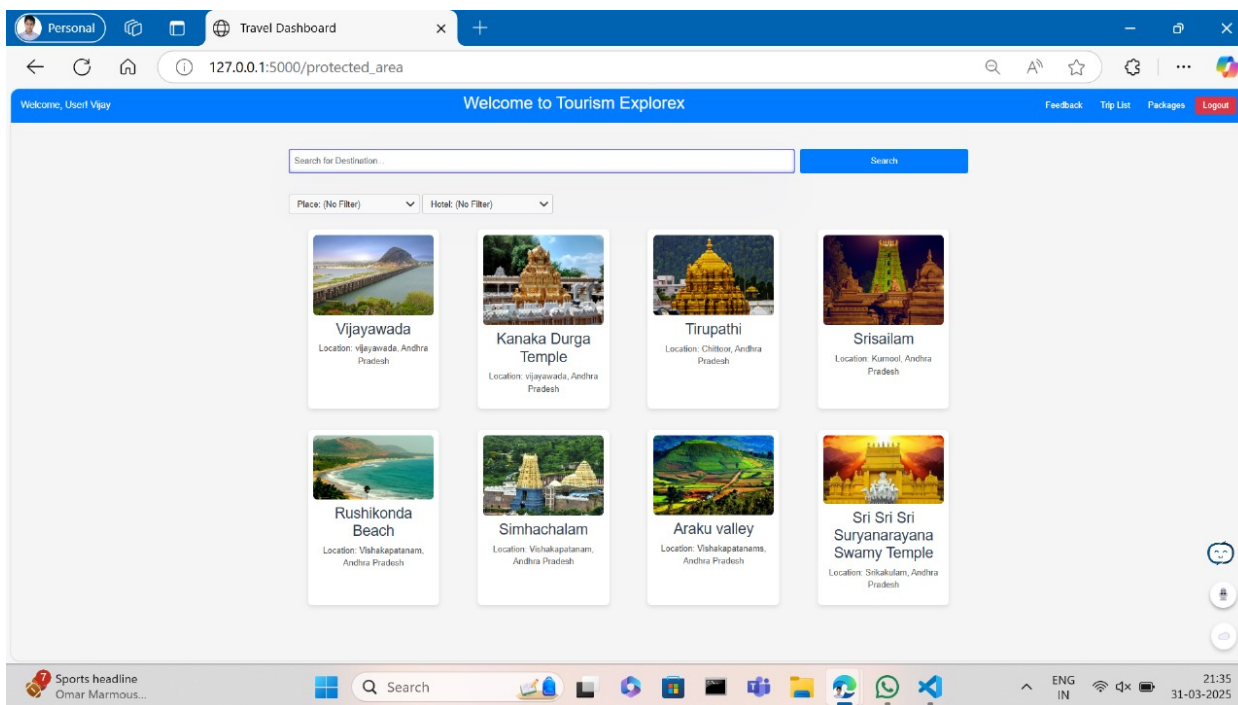 Personal
Travel Dashboard
127.0.0.1:5000/protected_area
Welcome, User! Vijay
Welcome to Tourism Explorex
Feedback Trip List Packages Logout
Search for Destination...
Search
Place: (No Filter) Hotel: (No Filter)
Vijayawada
Location: vijayawada, Andhra
Pradesh
Kanaka Durga
Temple
Location: vijayawada, Andhra
Pradesh
Tirupathi
Location: Chittoor, Andhra
Pradesh
Srisailam
Location: Kurnool, Andhra
Pradesh
Rushikonda
Beach
Location: Vishakapatanam,
Andhra Pradesh
Simhachalam
Location: Vishakapatanam,
Andhra Pradesh
Araku valley
Location: Vishakapatanams,
Andhra Pradesh
Sri Sri Sri
Suryanarayana
Swamy Temple
Location: Srikakulam, Andhra
Pradesh
7
Sports headline
Omar Marmous...
Search
ENG
IN
21:35
31-03-2025